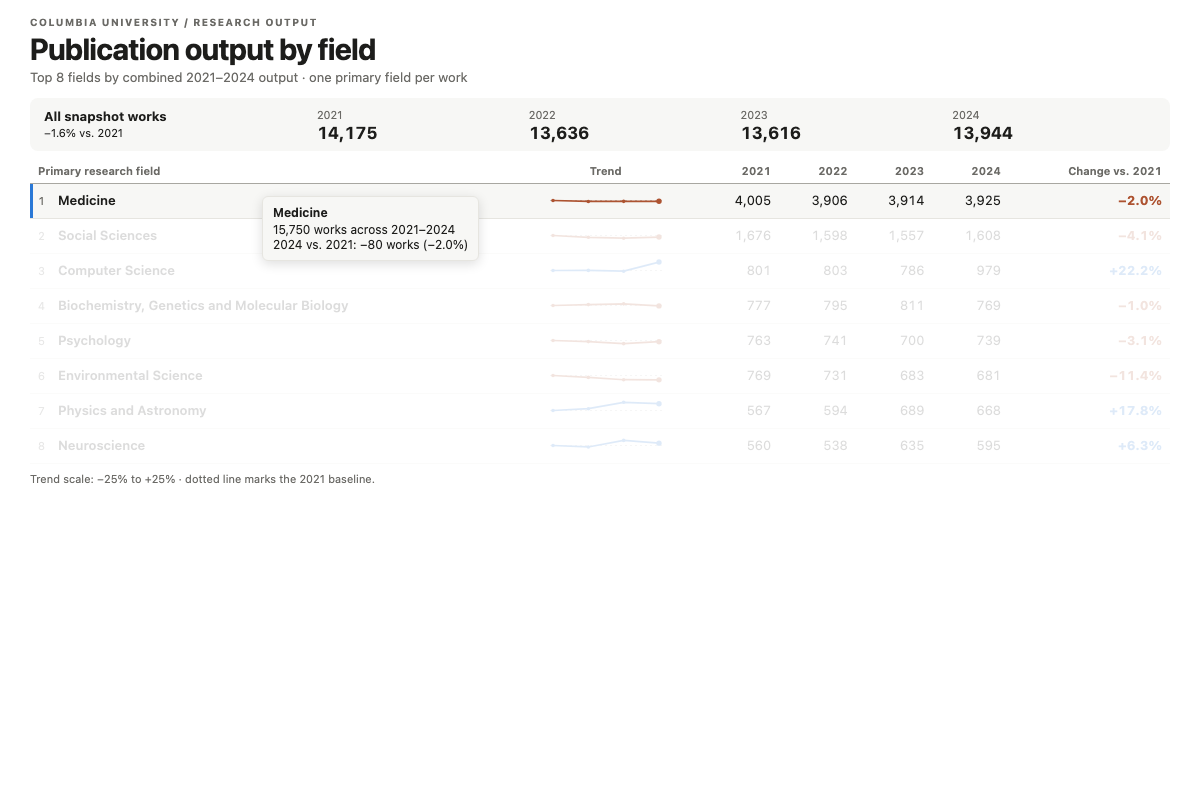 COLUMBIA UNIVERSITY / RESEARCH OUTPUT
Publication output by field
Top 8 fields by combined 2021–2024 output · one primary field per work
All snapshot works
−1.6% vs. 2021
2021 2022 2023 2024
14,175 13,636 13,616 13,944
Primary research field Trend 2021 2022 2023 2024 Change vs. 2021
1 Medicine 4,005 3,906 3,914 3,925 −2.0%
Medicine
15,750 works across 2021–2024
2024 vs. 2021: −80 works (−2.0%)
2 Social Sciences 1,676 1,598 1,557 1,608 −4.1%
3 Computer Science 801 803 786 979 +22.2%
4 Biochemistry, Genetics and Molecular Biology 777 795 811 769 −1.0%
5 Psychology 763 741 700 739 −3.1%
6 Environmental Science 769 731 683 681 −11.4%
7 Physics and Astronomy 567 594 689 668 +17.8%
8 Neuroscience 560 538 635 595 +6.3%
Trend scale: −25% to +25% · dotted line marks the 2021 baseline.